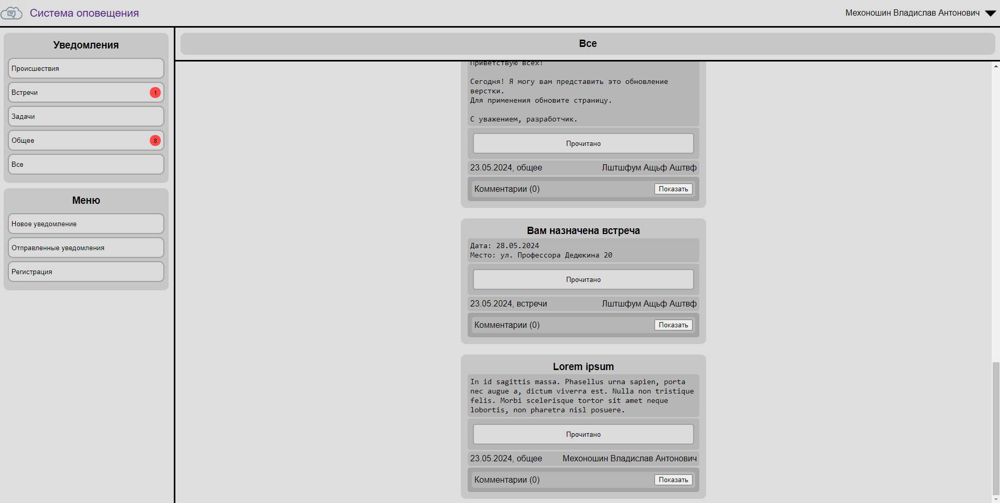 Система оповещения
Мехоношин Владислав Антонович
Уведомления
Происшествия
Встречи 1
Задачи
Общее 8
Все
Меню
Новое уведомление
Отправленные уведомления
Регистрация
Все
Приветствую всех!
Сегодня! Я могу вам представить это обновление
верстки.
Для применения обновите страницу.
С уважением, разработчик.
Прочитано
23.05.2024, общее Лштшфум Ащьф Аштвф
Комментарии (0) Показать
Вам назначена встреча
Дата: 28.05.2024
Место: ул. Профессора Дедюкина 20
Прочитано
23.05.2024, встречи Лштшфум Ащьф Аштвф
Комментарии (0) Показать
Lorem ipsum
In id sagittis massa. Phasellus urna sapien, porta
nec augue a, dictum viverra est. Nulla non tristique
felis. Morbi scelerisque tortor sit amet neque
lobortis, non pharetra nisl posuere.
Прочитано
23.05.2024, общее Мехоношин Владислав Антонович
Комментарии (0) Показать